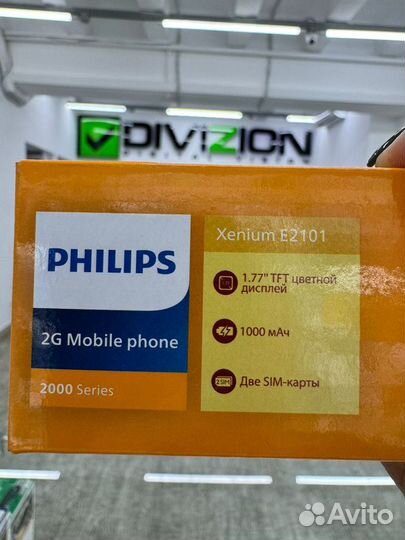 DIVIZION
PHILIPS
2G Mobile phone
2000 Series
Xenium E2101
1.77" TFT цветной
дисплей
1000 мАч
2SIM
Две SIM-карты
Avito